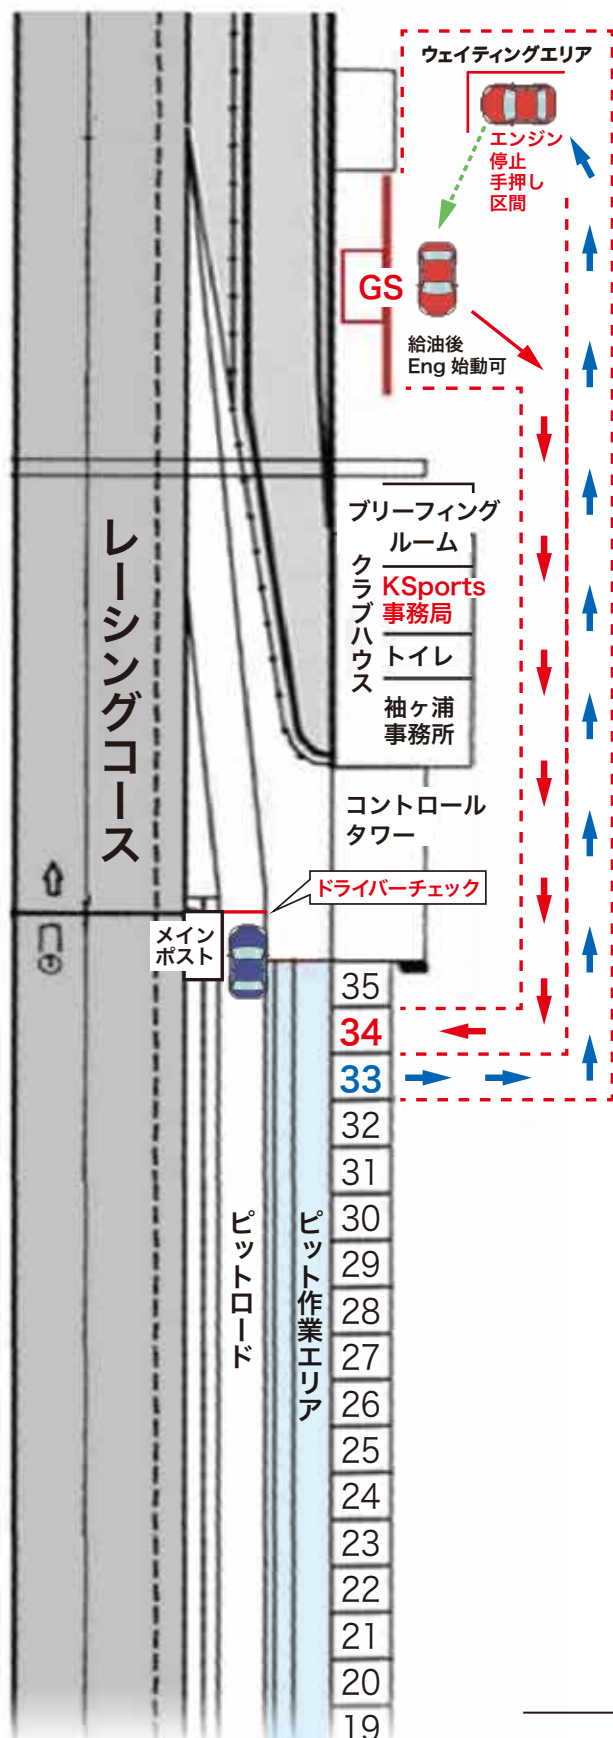 ウェイティングエリア
エンジン
停止
手押し
区間
GS
給油後
Eng 始動可
ブリーフィング
ルーム
クラブハウス
KSports
事務局
トイレ
袖ヶ浦
事務所
レーシングコース
コントロール
タワー
ドライバーチェック
メイン
ポスト
35
34
33
32
31
30
29
28
27
26
25
24
23
22
21
20
19
ピットロード
ピット作業エリア